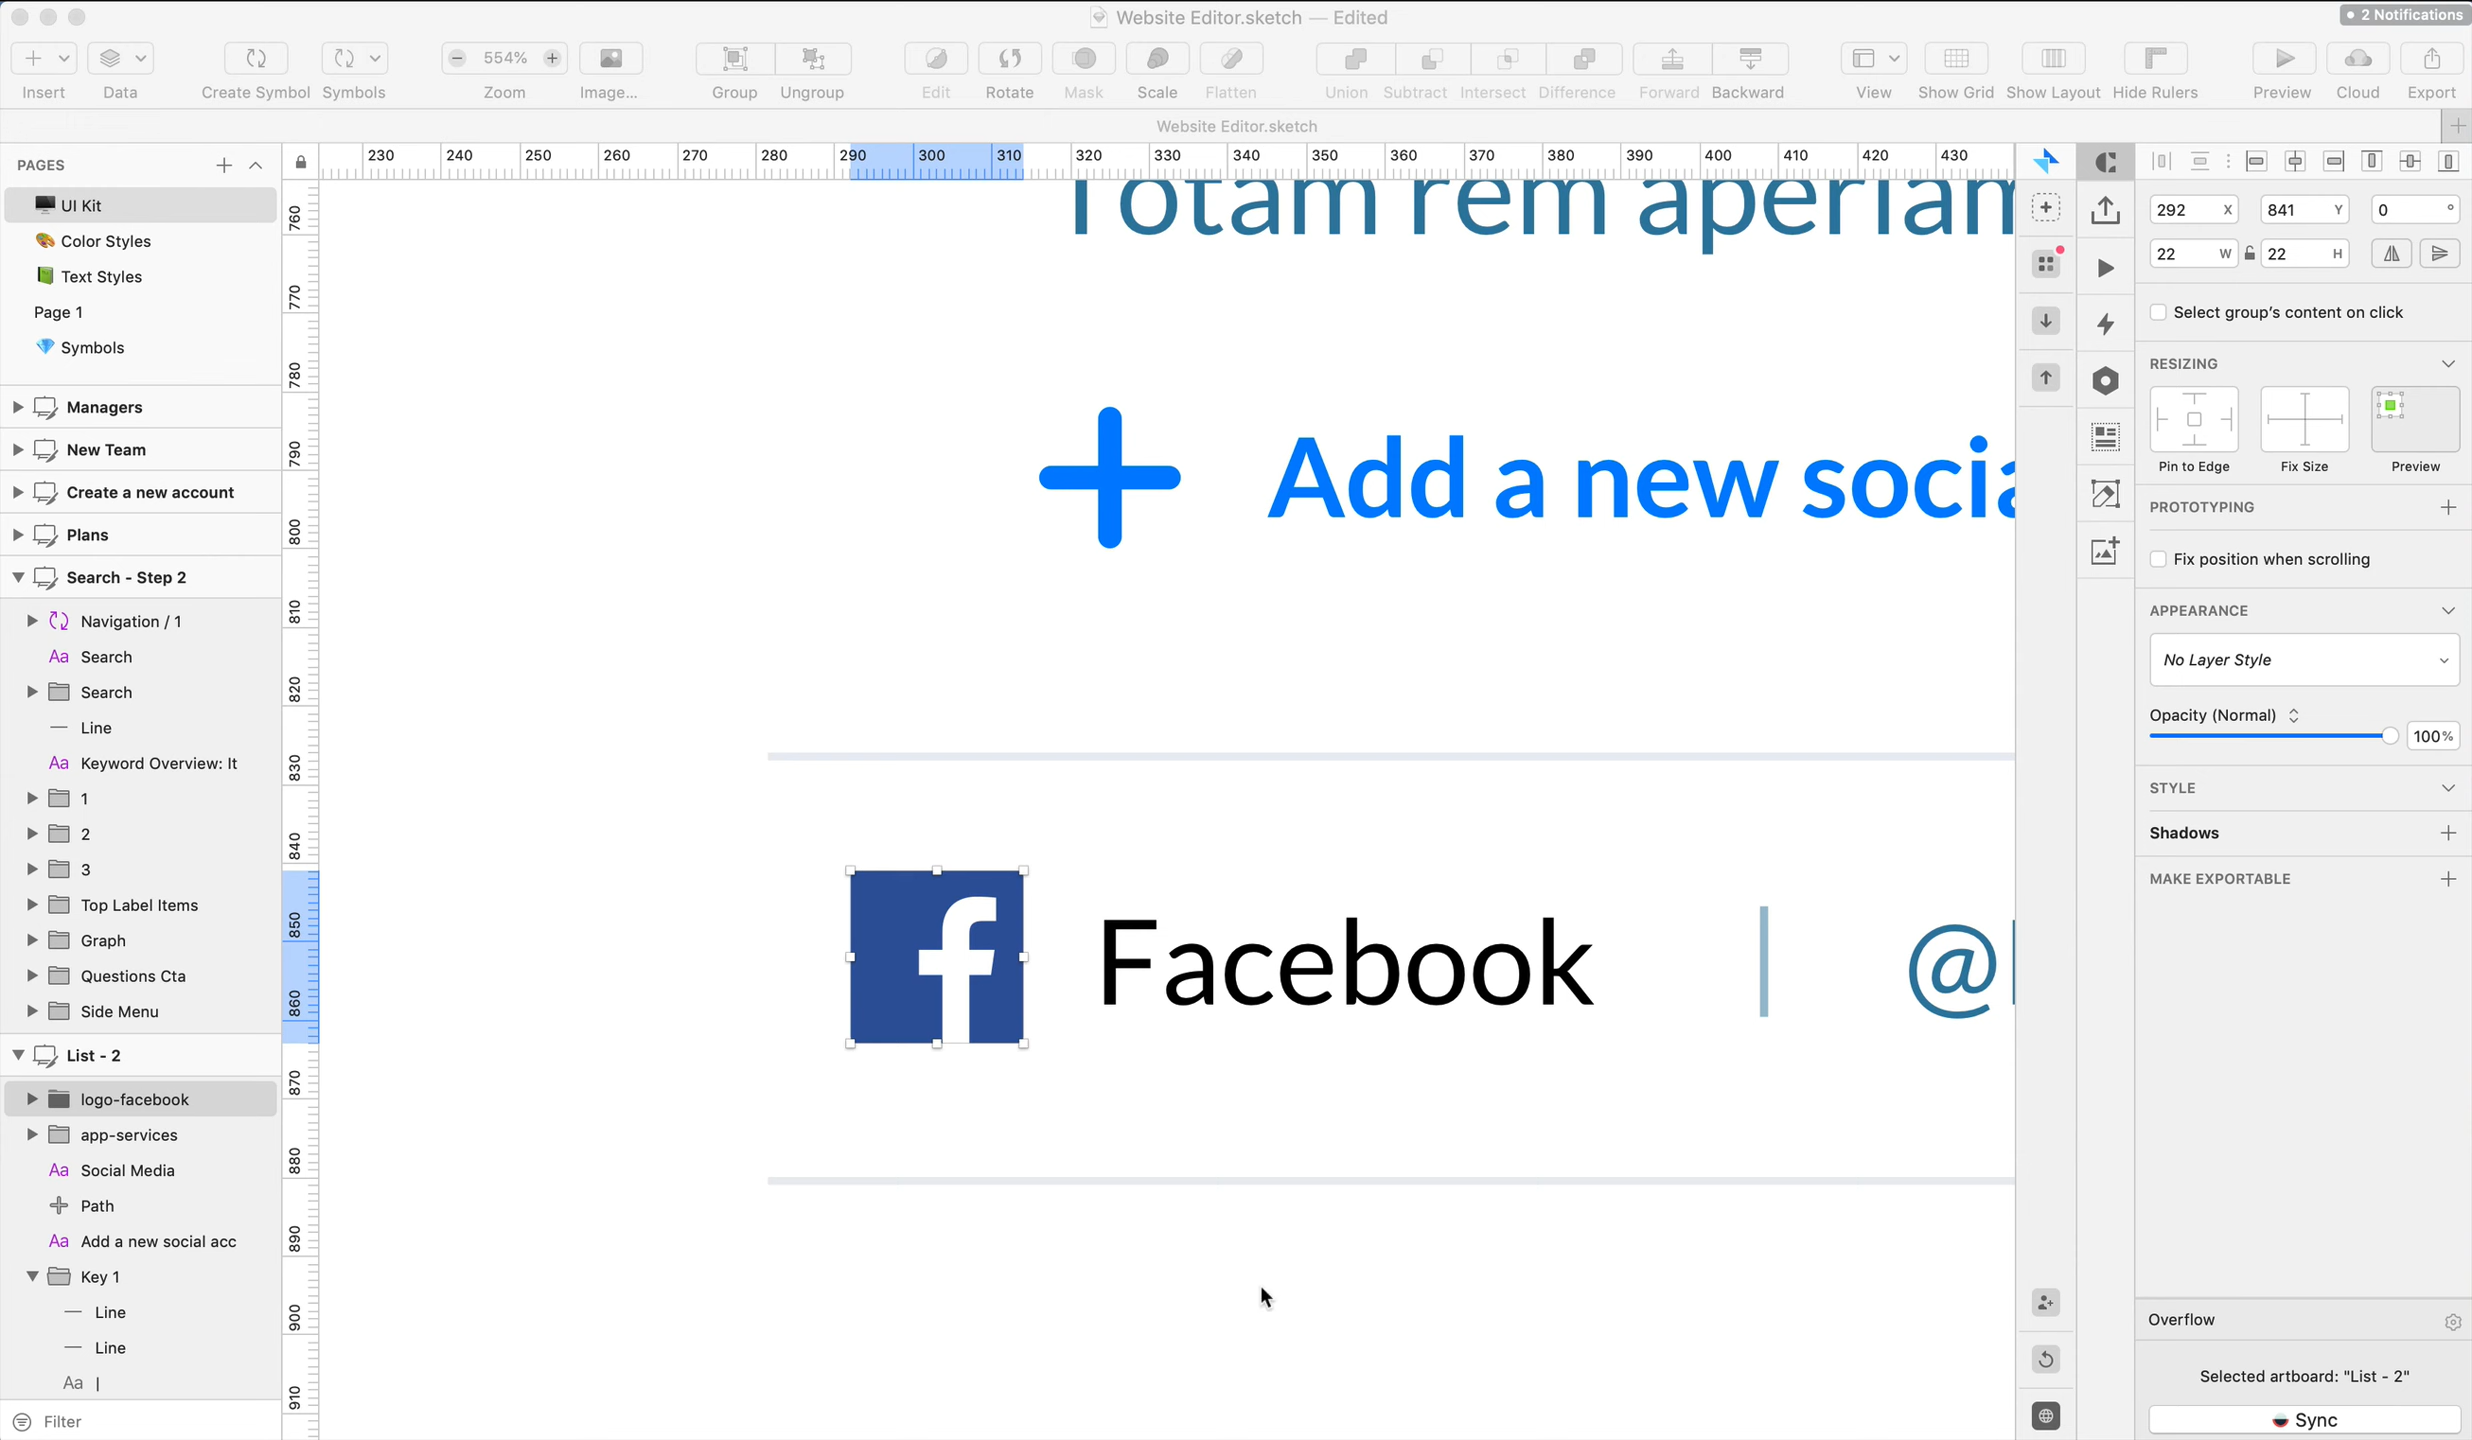 Website Editor.sketch — Edited
2 Notifications
Insert
Data
Create Symbol
Symbols
554%
Zoom
Image...
Group
Ungroup
Edit
Rotate
Mask
Scale
Flatten
Union
Subtract
Intersect
Difference
Forward
Backward
View
Show Grid
Show Layout
Hide Rulers
Preview
Cloud
Export
Website Editor.sketch
PAGES
UI Kit
Color Styles
Text Styles
Page 1
Symbols
Managers
New Team
Create a new account
Plans
Search - Step 2
Navigation / 1
Aa Search
Search
Line
Aa Keyword Overview: It
1
2
3
Top Label Items
Graph
Questions Cta
Side Menu
List - 2
logo-facebook
app-services
Aa Social Media
Path
Aa Add a new social acc
Key 1
Line
Line
Aa |
Filter
230 240 250 260 270 280 290 300 310 320 330 340 350 360 370 380 390 400 410 420 430
760
770
780
790
800
810
820
830
840
850
860
870
880
890
900
910
Totam rem aperiam
Add a new socia
Facebook | @
292 X 841 Y 0 °
22 W 22 H
Select group's content on click
RESIZING
Pin to Edge
Fix Size
Preview
PROTOTYPING
Fix position when scrolling
APPEARANCE
No Layer Style
Opacity (Normal)
100%
STYLE
Shadows
MAKE EXPORTABLE
Overflow
Selected artboard: "List - 2"
Sync